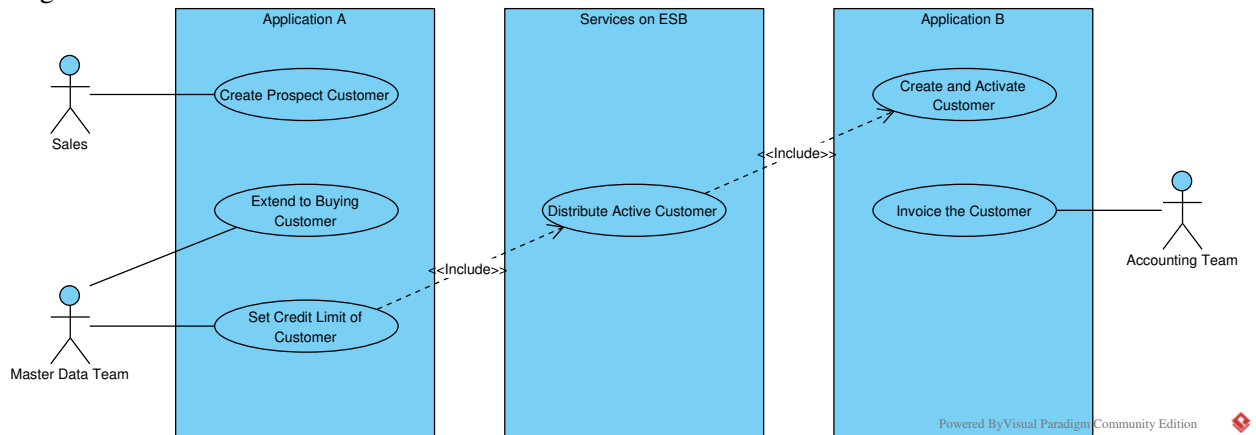 Application A
Services on ESB
Application B
Create Prospect Customer
Sales
Create and Activate
Customer
<<Include>>
Extend to Buying
Customer
Distribute Active Customer
Invoice the Customer
Accounting Team
<<Include>>
Set Credit Limit of
Customer
Master Data Team
Powered ByVisual Paradigm Community Edition